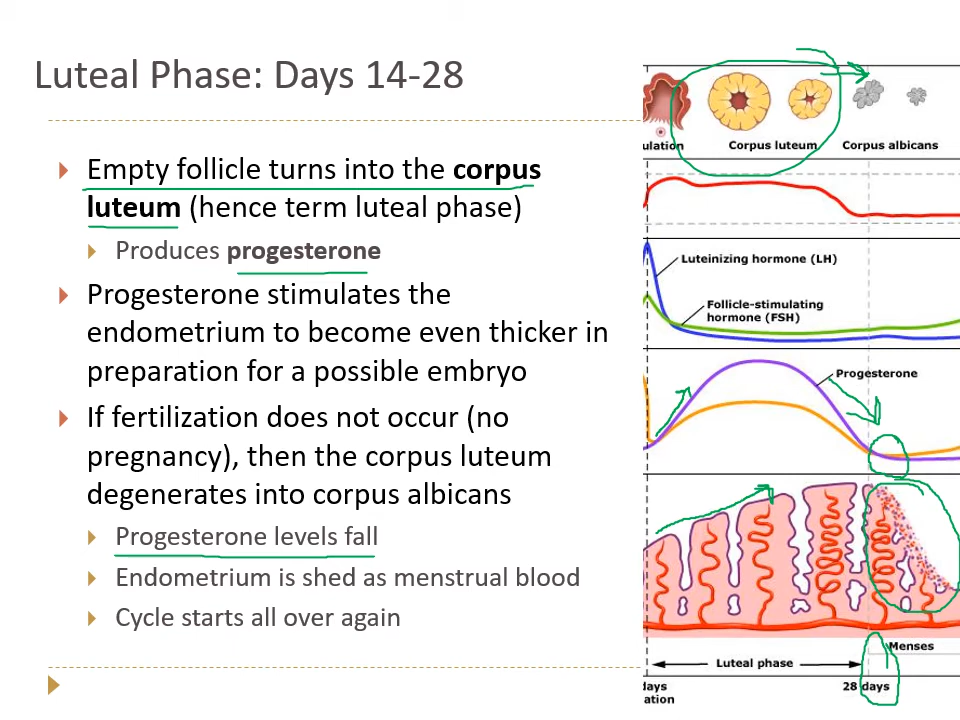 Luteal Phase: Days 14-28
Empty follicle turns into the corpus
luteum (hence term luteal phase)
Produces progesterone
Progesterone stimulates the
endometrium to become even thicker in
preparation for a possible embryo
If fertilization does not occur (no
pregnancy), then the corpus luteum
degenerates into corpus albicans
Progesterone levels fall
Endometrium is shed as menstrual blood
Cycle starts all over again
ulation Corpus luteum Corpus albicans
Luteinizing hormone (LH)
Follicle-stimulating
hormone (FSH)
Progesterone
Menses
Luteal phase
days 28 days
ation